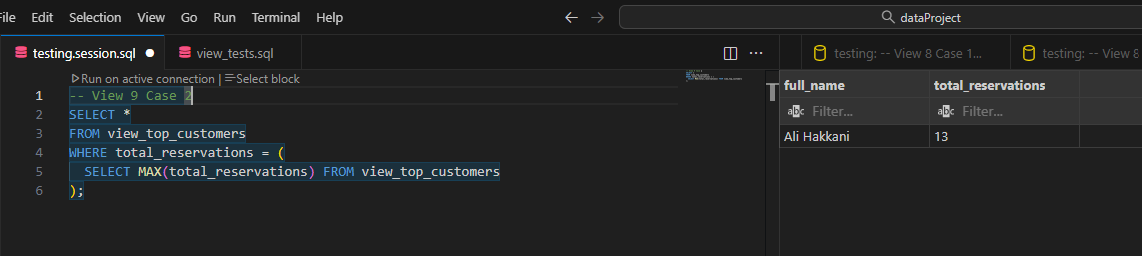 File Edit Selection View Go Run Terminal Help
dataProject
testing.session.sql
view_tests.sql
testing: -- View 8 Case 1...
testing: -- View 8
Run on active connection | Select block
1 -- View 9 Case 2
2 SELECT *
3 FROM view_top_customers
4 WHERE total_reservations = (
5 SELECT MAX(total_reservations) FROM view_top_customers
6 );
full_name total_reservations
abc Filter... abc Filter...
Ali Hakkani 13